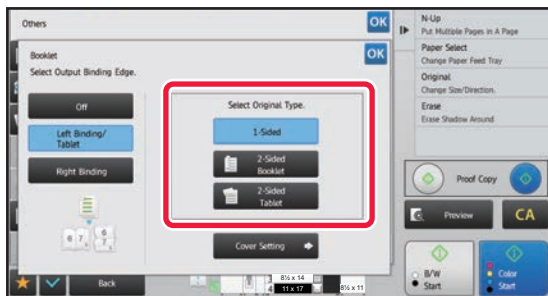 Others
OK
Booklet
OK
Select Output Binding Edge.
Off
Left Binding/
Tablet
Right Binding
Select Original Type.
1-Sided
2-Sided
Booklet
2-Sided
Tablet
Cover Setting
Back
8½ x 14
11 x 17
8½ x 11
N-Up
Put Multiple Pages in A Page
Paper Select
Change Paper Feed Tray
Original
Change Size/Direction.
Erase
Erase Shadow Around
Proof Copy
Preview
CA
B/W
Start
Color
Start